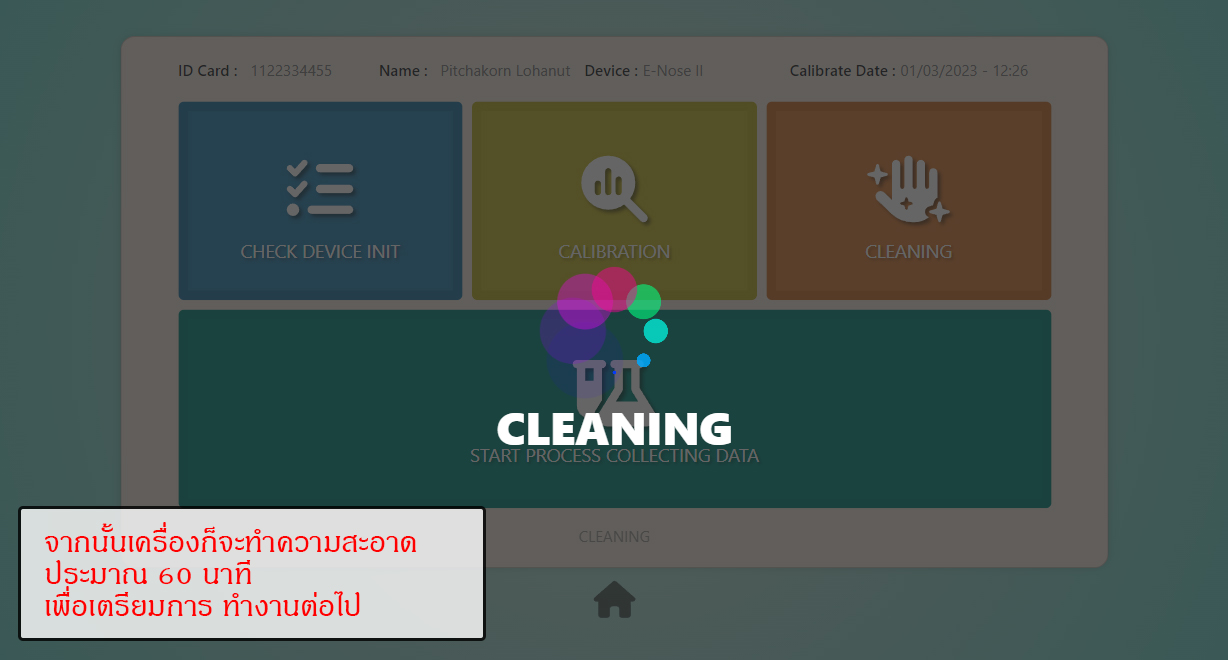 ID Card : 1122334455 Name : Pitchakorn Lohanut Device : E-Nose II Calibrate Date : 01/03/2023 - 12:26
CHECK DEVICE INIT
CALIBRATION
CLEANING
CLEANING
START PROCESS COLLECTING DATA
CLEANING
จากนั้นเครื่องก็จะทำความสะอาด
ประมาณ 60 นาที
เพื่อเตรียมการ ทำงานต่อไป